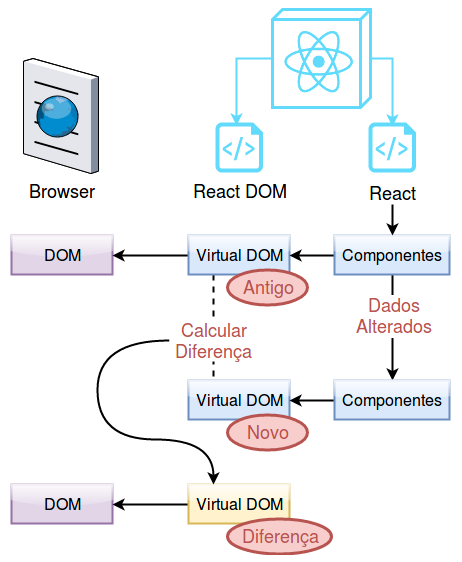 </>
</>
Browser
React DOM
React
DOM
Virtual DOM
Componentes
Antigo
Dados
Alterados
Calcular
Diferença
Virtual DOM
Componentes
Novo
DOM
Virtual DOM
Diferença